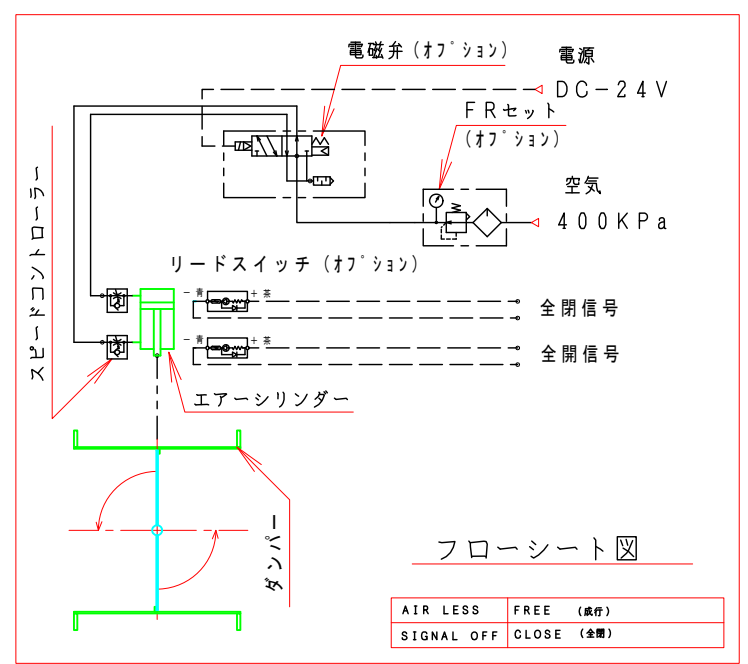 電磁弁(オプション)
電源
DC-24V
FRセット
(オプション)
空気
400KPa
スピードコントローラー
リードスイッチ(オプション)
- 青
+ 茶
全閉信号
- 青
+ 茶
全開信号
エアーシリンダー
ダンパー
フローシート図
AIR LESS FREE (成行)
SIGNAL OFF CLOSE (全閉)